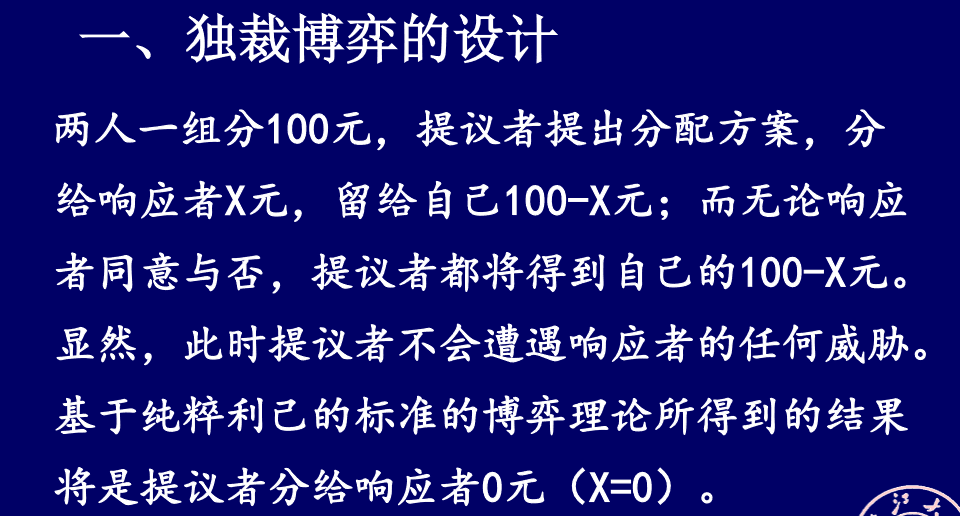 一、独裁博弈的设计
两人一组分100元，提议者提出分配方案，分
给响应者X元，留给自己100-X元；而无论响应
者同意与否，提议者都将得到自己的100-X元。
显然，此时提议者不会遭遇响应者的任何威胁。
基于纯粹利己的标准的博弈理论所得到的结果
将是提议者分给响应者0元（X=0）。
江大